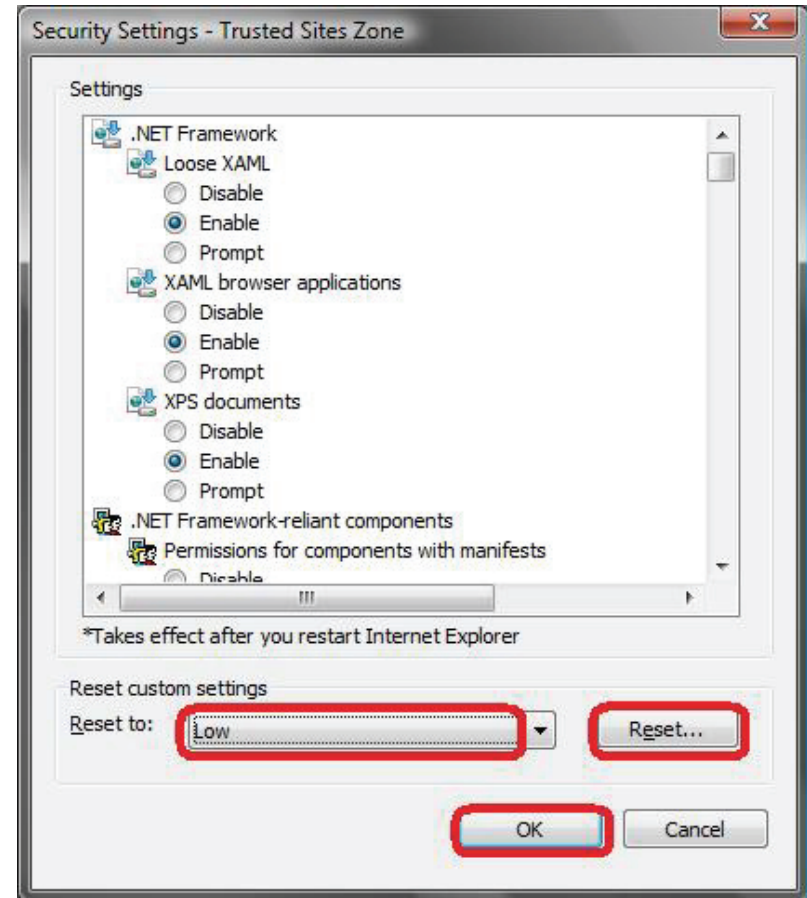 Security Settings - Trusted Sites Zone
Settings
.NET Framework
Loose XAML
Disable
Enable
Prompt
XAML browser applications
Disable
Enable
Prompt
XPS documents
Disable
Enable
Prompt
.NET Framework-reliant components
Permissions for components with manifests
Disable
*Takes effect after you restart Internet Explorer
Reset custom settings
Reset to: Low Reset...
OK Cancel